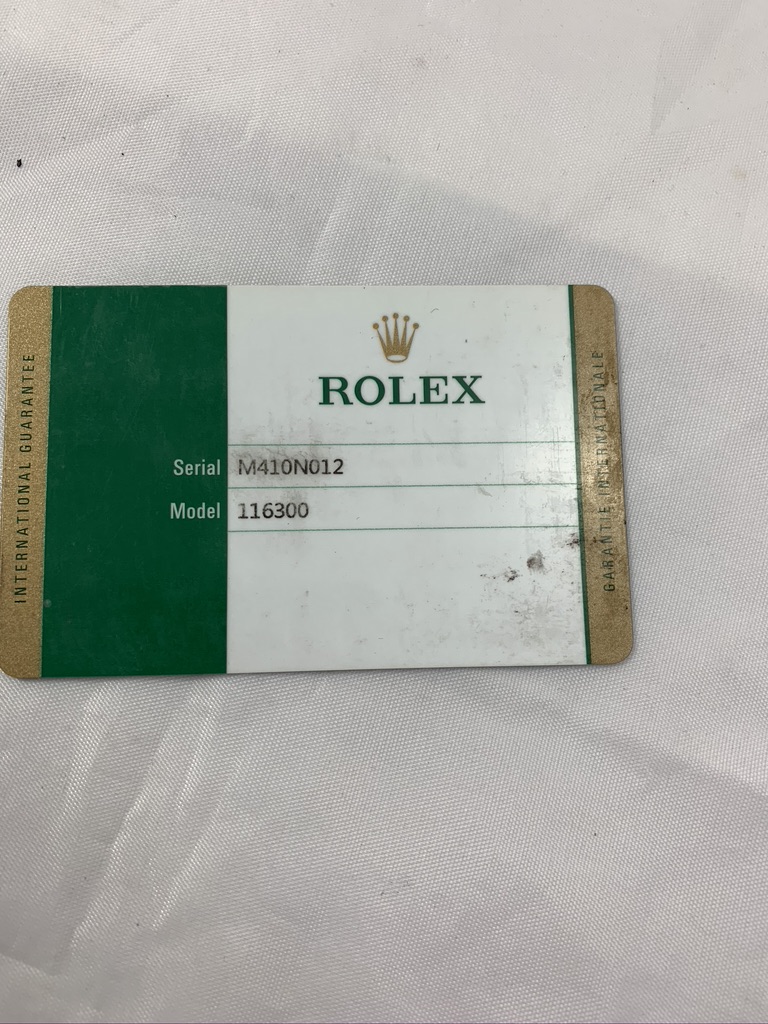 INTERNATIONAL GUARANTEE
ROLEX
Serial M410N012
Model 116300
GARANTIE INTERNATIONALE